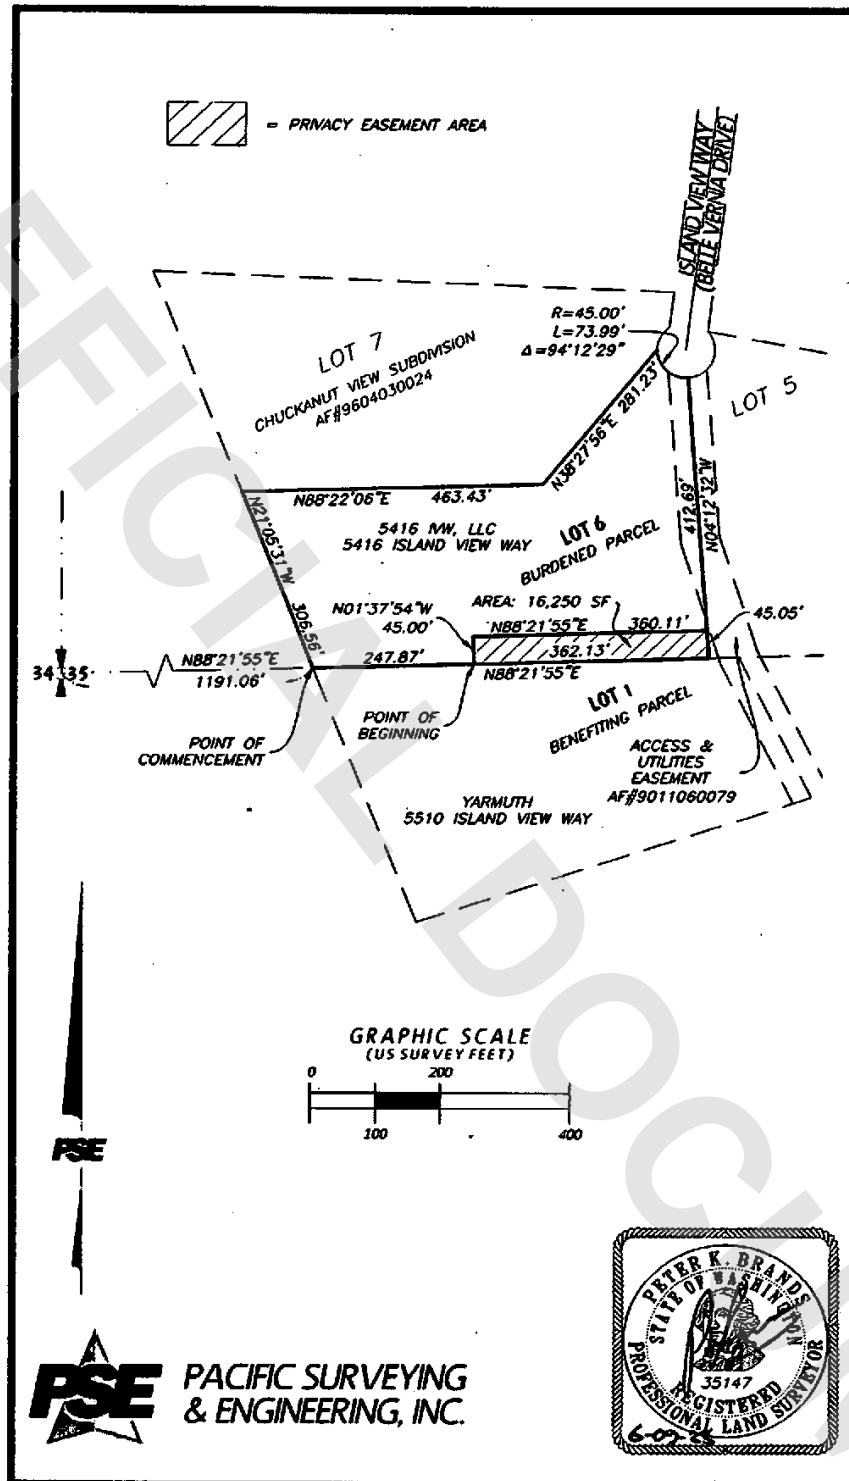 = PRIVACY EASEMENT AREA
ISLAND VIEW WAY
(BELLE VERNIA DRIVE)
R=45.00'
L=73.99'
Δ=94°12'29"
LOT 7
CHUCKANUT VIEW SUBDIVISION
AF#9604030024
LOT 5
N38°27'56"E 281.23'
N88°22'06"E 463.43'
N21°05'31"W 306.56'
5416 IVW, LLC
5416 ISLAND VIEW WAY
LOT 6
BURDENED PARCEL
412.69'
N04°12'32"W
AREA: 16,250 SF
N01°37'54"W
45.00'
N88°21'55"E 360.11'
45.05'
34 35
N88°21'55"E
1191.06'
247.87'
362.13'
N88°21'55"E
POINT OF
COMMENCEMENT
POINT OF
BEGINNING
LOT 1
BENEFITING PARCEL
ACCESS &
UTILITIES
EASEMENT
AF#9011060079
YARMUTH
5510 ISLAND VIEW WAY
GRAPHIC SCALE
(US SURVEY FEET)
0 200
100 400
PSE
PSE
PACIFIC SURVEYING
& ENGINEERING, INC.
PETER K. BRANDS
STATE OF WASHINGTON
35147
REGISTERED
PROFESSIONAL LAND SURVEYOR